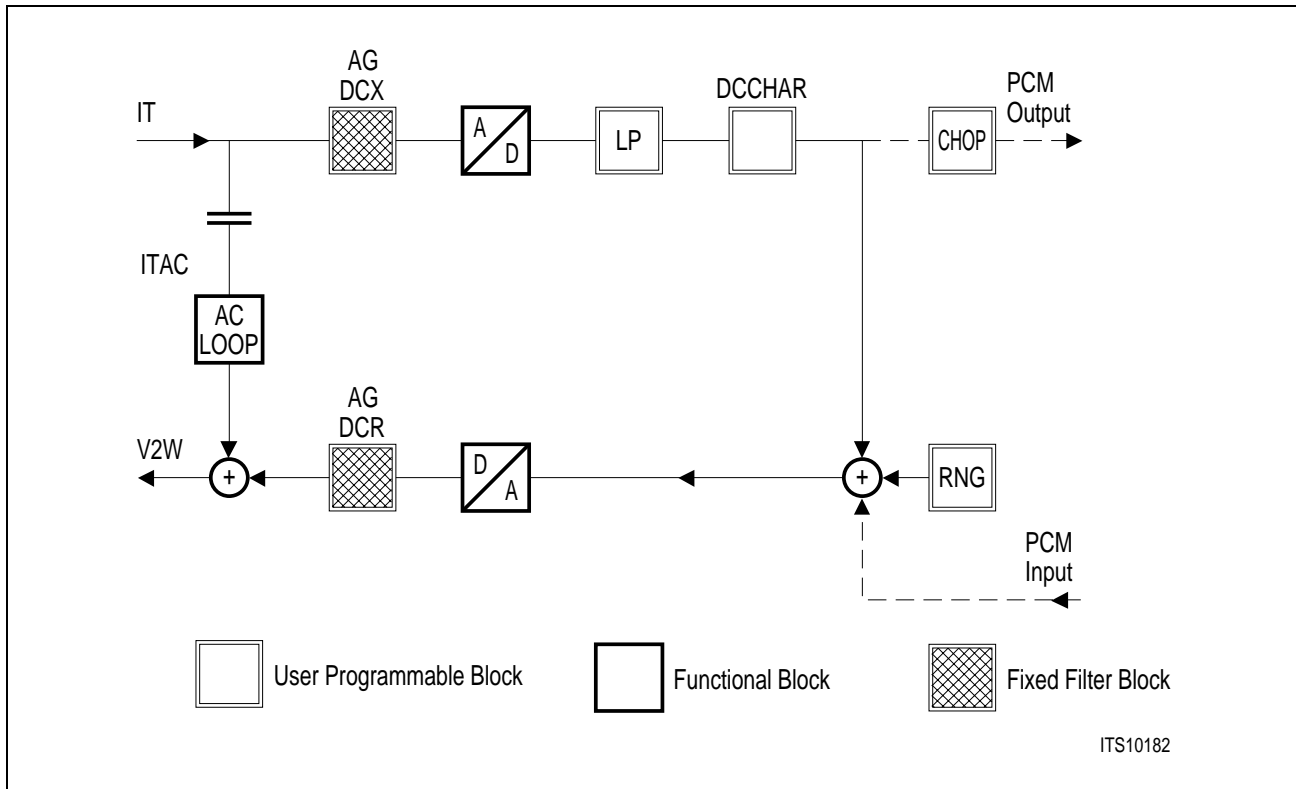 AG
DCX
DCCHAR
PCM
Output
IT
A
D
LP
CHOP
ITAC
AC
LOOP
AG
DCR
V2W
+
D
A
+
RNG
PCM
Input
User Programmable Block
Functional Block
Fixed Filter Block
ITS10182